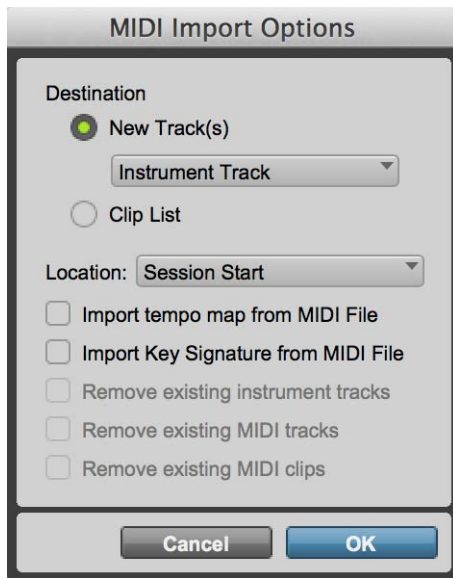 MIDI Import Options
Destination
New Track(s)
Instrument Track
Clip List
Location: Session Start
Import tempo map from MIDI File
Import Key Signature from MIDI File
Remove existing instrument tracks
Remove existing MIDI tracks
Remove existing MIDI clips
Cancel OK